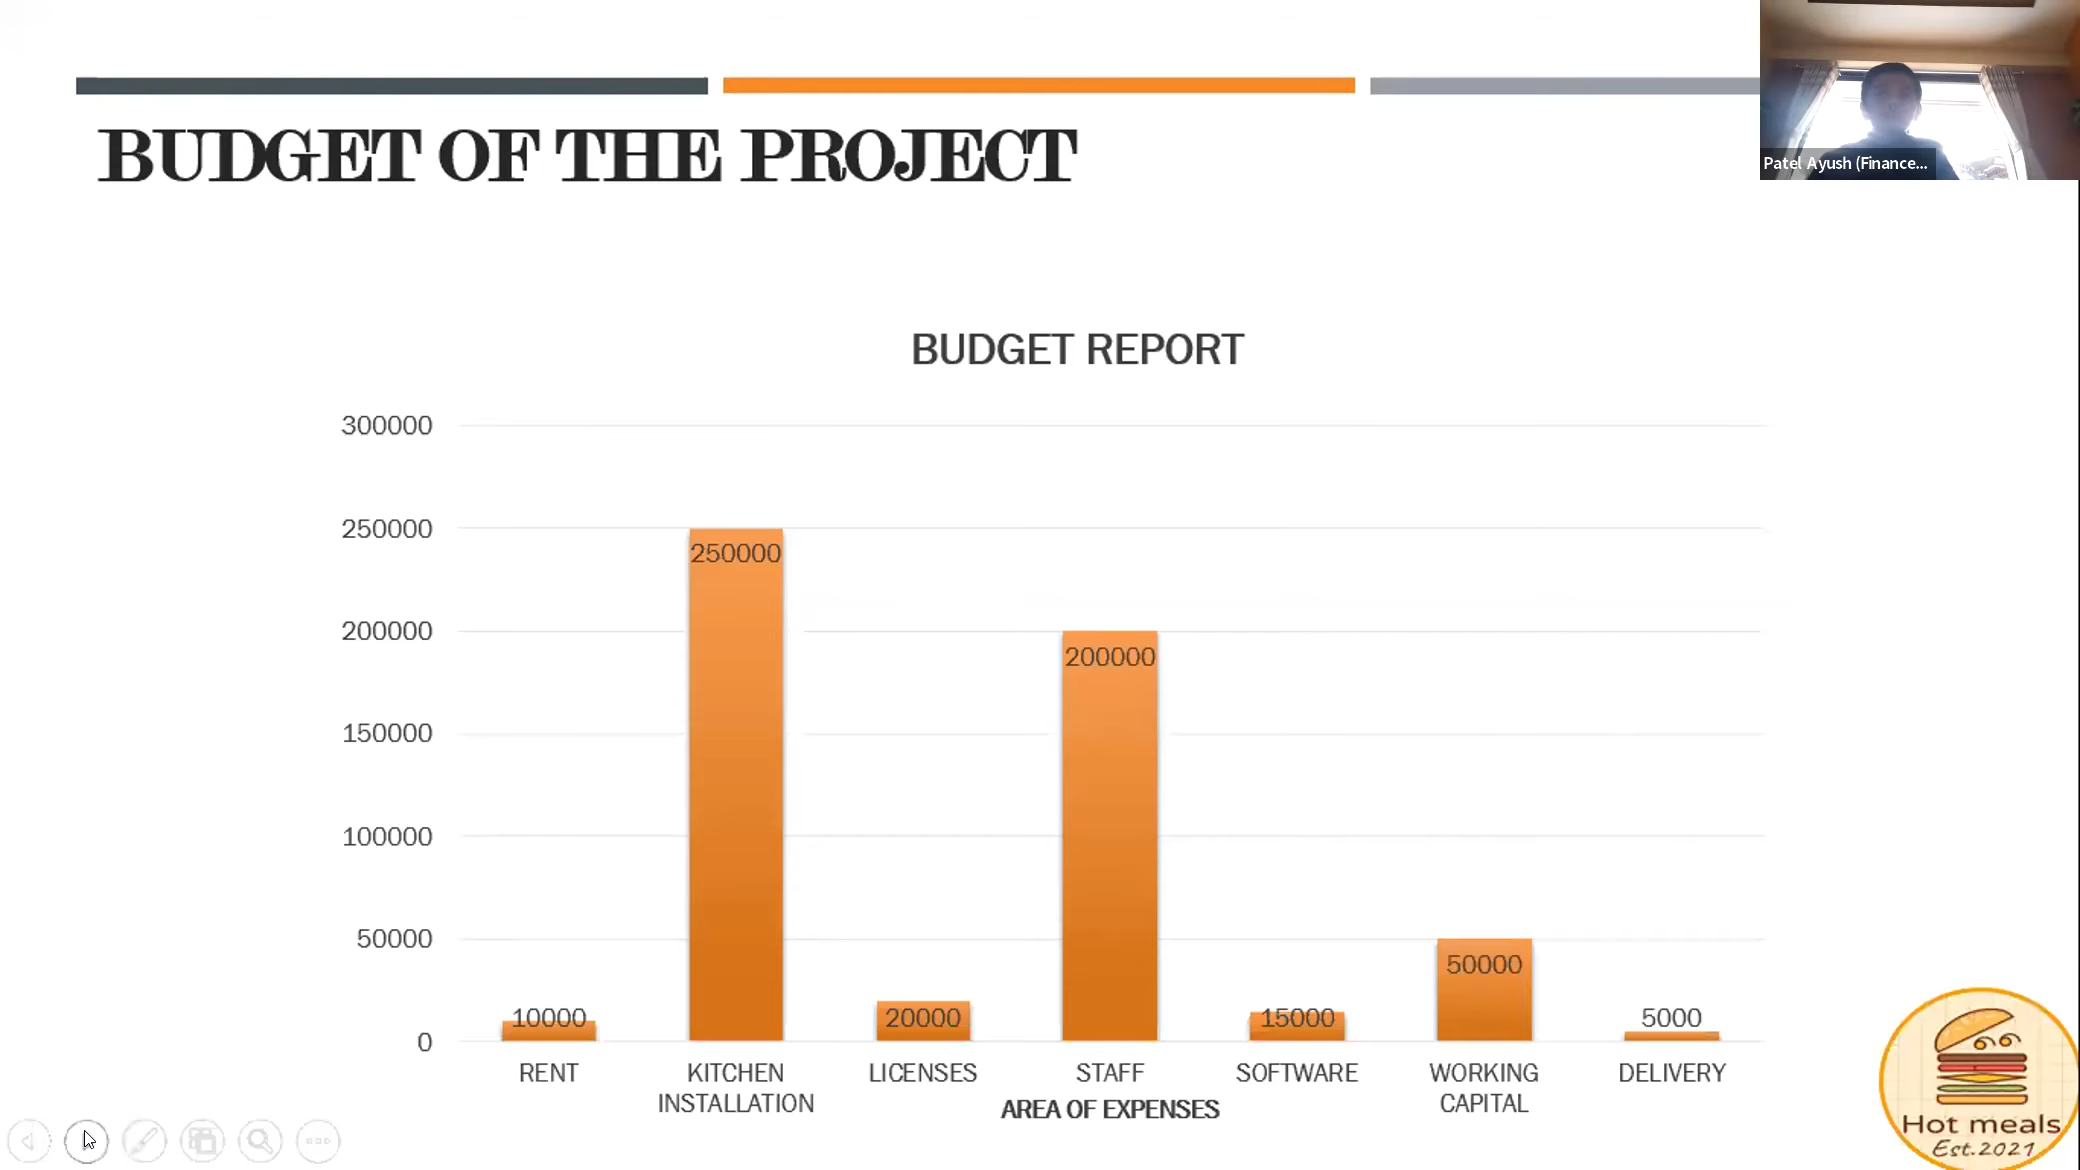 BUDGET OF THE PROJECT
Patel Ayush (Finance...
BUDGET REPORT
300000
250000
200000
150000
100000
50000
0
10000
250000
20000
200000
15000
50000
5000
RENT
KITCHEN
INSTALLATION
LICENSES
STAFF
SOFTWARE
WORKING
CAPITAL
DELIVERY
AREA OF EXPENSES
Hot meals
Est.2021